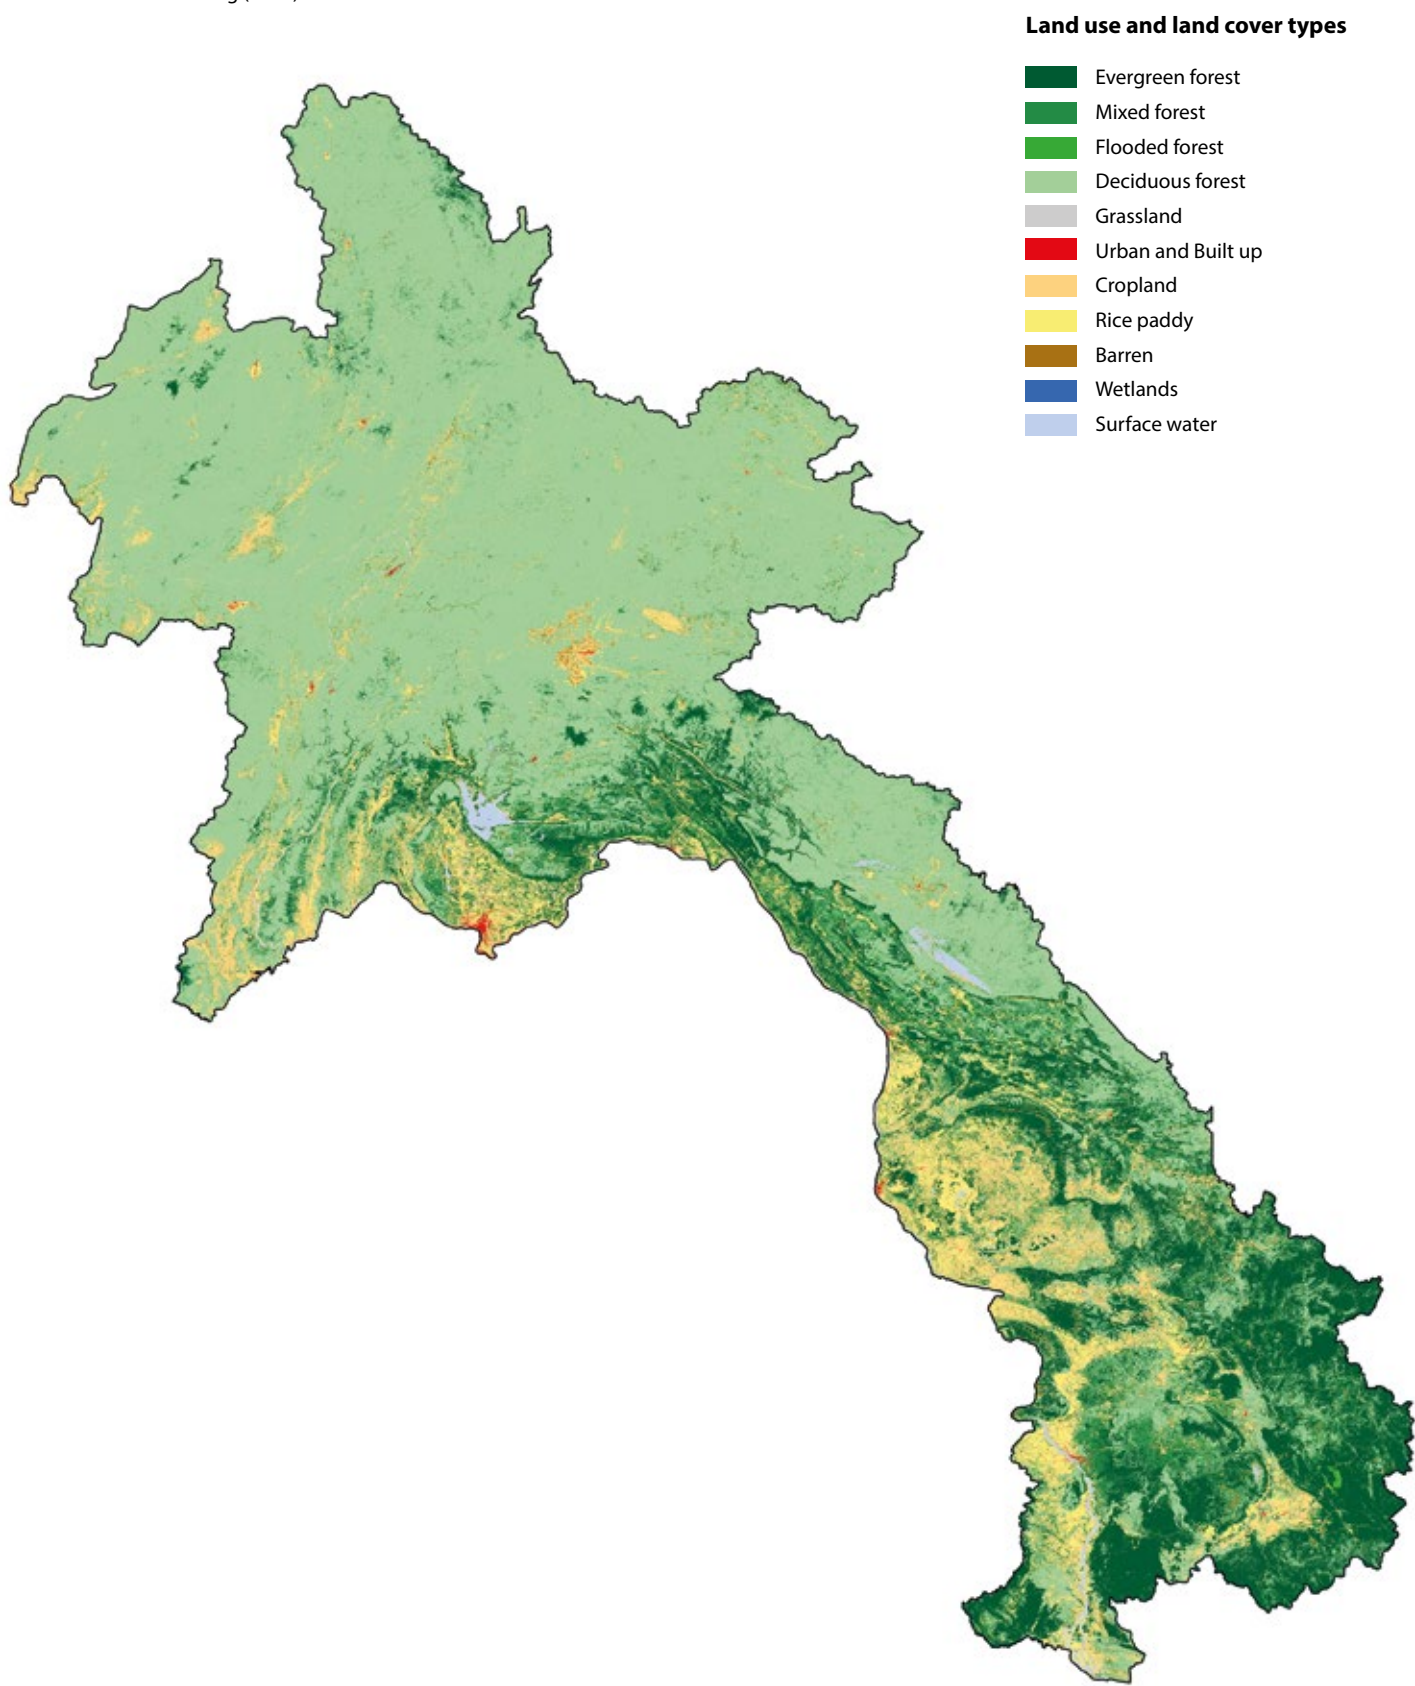 Land use and land cover types
Evergreen forest
Mixed forest
Flooded forest
Deciduous forest
Grassland
Urban and Built up
Cropland
Rice paddy
Barren
Wetlands
Surface water